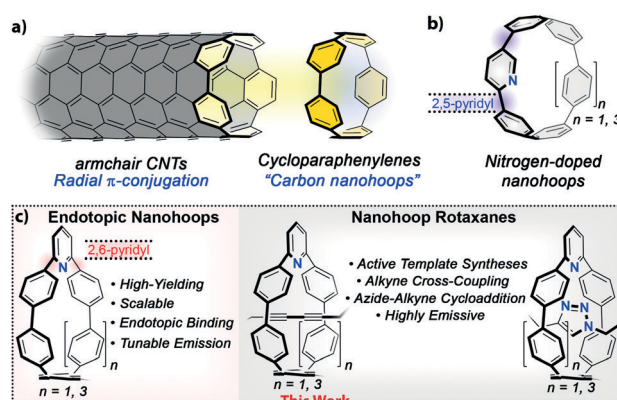 a)
armchair CNTs
Radial π-conjugation
Cycloparaphenylenes
"Carbon nanohoops"
b)
N
2,5-pyridyl
n
n = 1, 3
Nitrogen-doped
nanohoops
c)
Endotopic Nanohoops
2,6-pyridyl
N
• High-Yielding
• Scalable
• Endotopic Binding
• Tunable Emission
n
n = 1, 3
Nanohoop Rotaxanes
N
• Active Template Syntheses
• Alkyne Cross-Coupling
• Azide-Alkyne Cycloaddition
• Highly Emissive
n
n = 1, 3
This Work
N
N
N
N
n
n = 1, 3